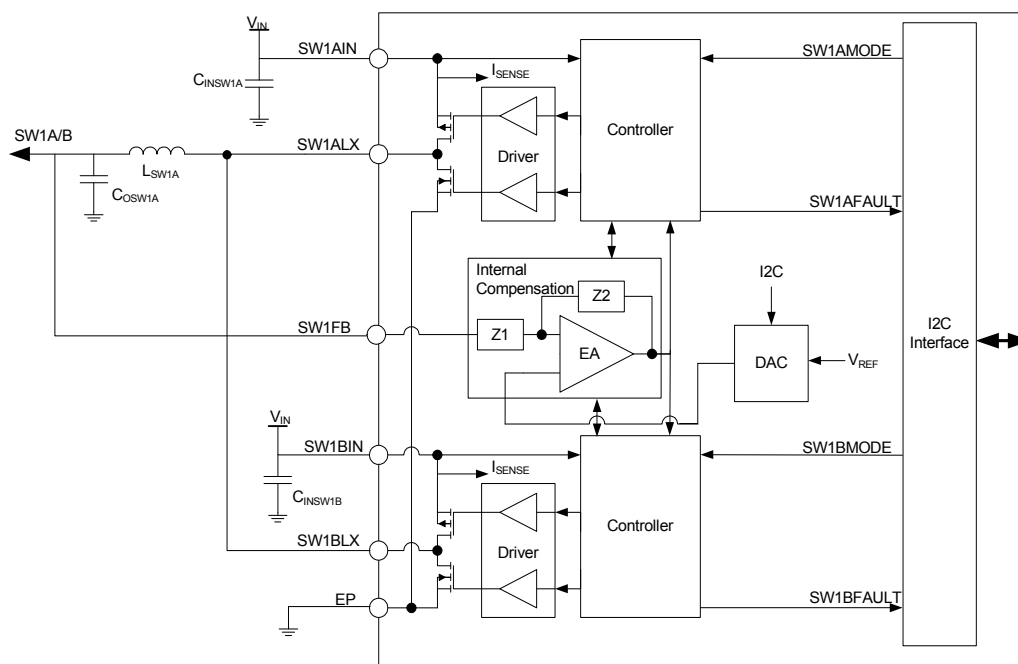 VIN
SW1AIN
CINSW1A
ISENSE
SW1AMODE
Controller
Driver
SW1A/B
SW1ALX
LSW1A
COSW1A
SW1AFAULT
Internal
Compensation
Z2
I2C
SW1FB
Z1
EA
DAC
VREF
I2C
Interface
VIN
SW1BIN
CINSW1B
ISENSE
SW1BMODE
Controller
Driver
SW1BLX
EP
SW1BFAULT